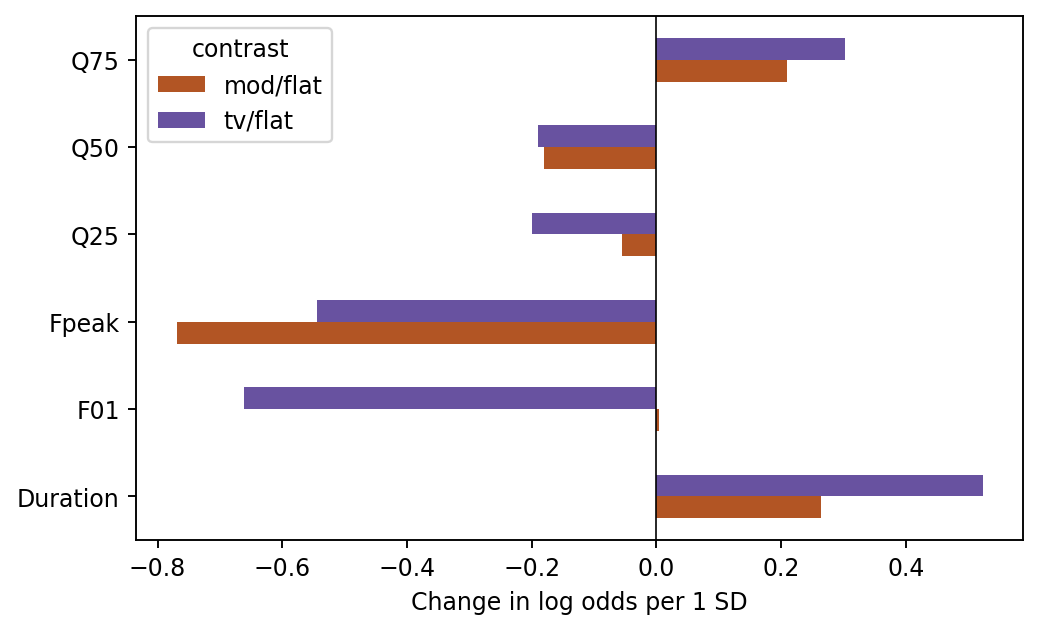 contrast
mod/flat
tv/flat
Q75
Q50
Q25
Fpeak
F01
Duration
−0.8 −0.6 −0.4 −0.2 0.0 0.2 0.4
Change in log odds per 1 SD